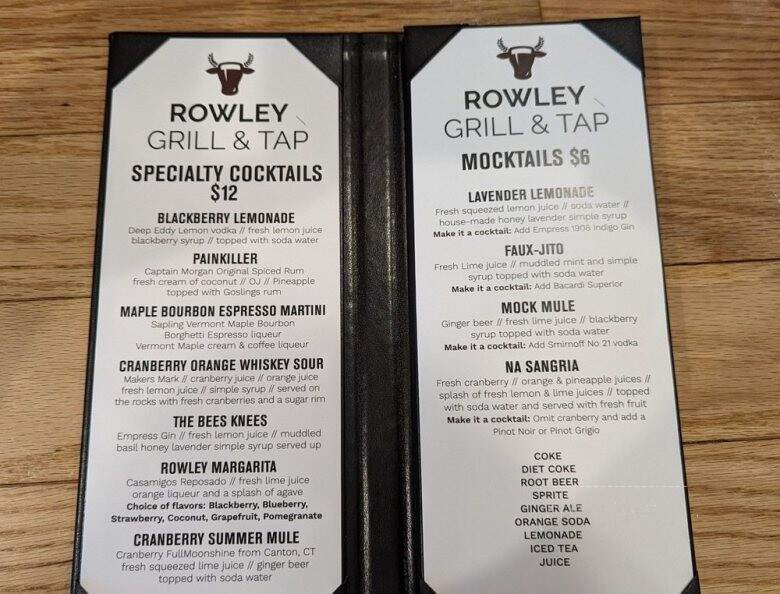 ROWLEY
GRILL & TAP
SPECIALTY COCKTAILS
$12
BLACKBERRY LEMONADE
Deep Eddy Lemon vodka // fresh lemon juice
blackberry syrup // topped with soda water
PAINKILLER
Captain Morgan Original Spiced Rum
fresh cream of coconut // OJ // Pineapple
topped with Goslings rum
MAPLE BOURBON ESPRESSO MARTINI
Sapling Vermont Maple Bourbon
Borghetti Espresso liqueur
Vermont Maple cream & coffee liqueur
CRANBERRY ORANGE WHISKEY SOUR
Makers Mark // cranberry juice // orange juice
fresh lemon juice // simple syrup // served on
the rocks with fresh cranberries and a sugar rim
THE BEES KNEES
Empress Gin // fresh lemon juice // muddled
basil honey lavender simple syrup served up
ROWLEY MARGARITA
Casamigos Reposado // fresh lime juice
orange liqueur and a splash of agave
Choice of flavors: Blackberry, Blueberry,
Strawberry, Coconut, Grapefruit, Pomegranate
CRANBERRY SUMMER MULE
Cranberry FullMoonshine from Canton, CT
fresh squeezed lime juice // ginger beer
topped with soda water
ROWLEY
GRILL & TAP
MOCKTAILS $6
LAVENDER LEMONADE
Fresh squeezed lemon juice // soda water //
house-made honey lavender simple syrup
Make it a cocktail: Add Empress 1908 Indigo Gin
FAUX-JITO
Fresh Lime juice // muddled mint and simple
syrup topped with soda water
Make it a cocktail: Add Bacardi Superior
MOCK MULE
Ginger beer // fresh lime juice // blackberry
syrup topped with soda water
Make it a cocktail: Add Smirnoff No 21 vodka
NA SANGRIA
Fresh cranberry // orange & pineapple juices //
splash of fresh lemon & lime juices // topped
with soda water and served with fresh fruit
Make it a cocktail: Omit cranberry and add a
Pinot Noir or Pinot Grigio
COKE
DIET COKE
ROOT BEER
SPRITE
GINGER ALE
ORANGE SODA
LEMONADE
ICED TEA
JUICE